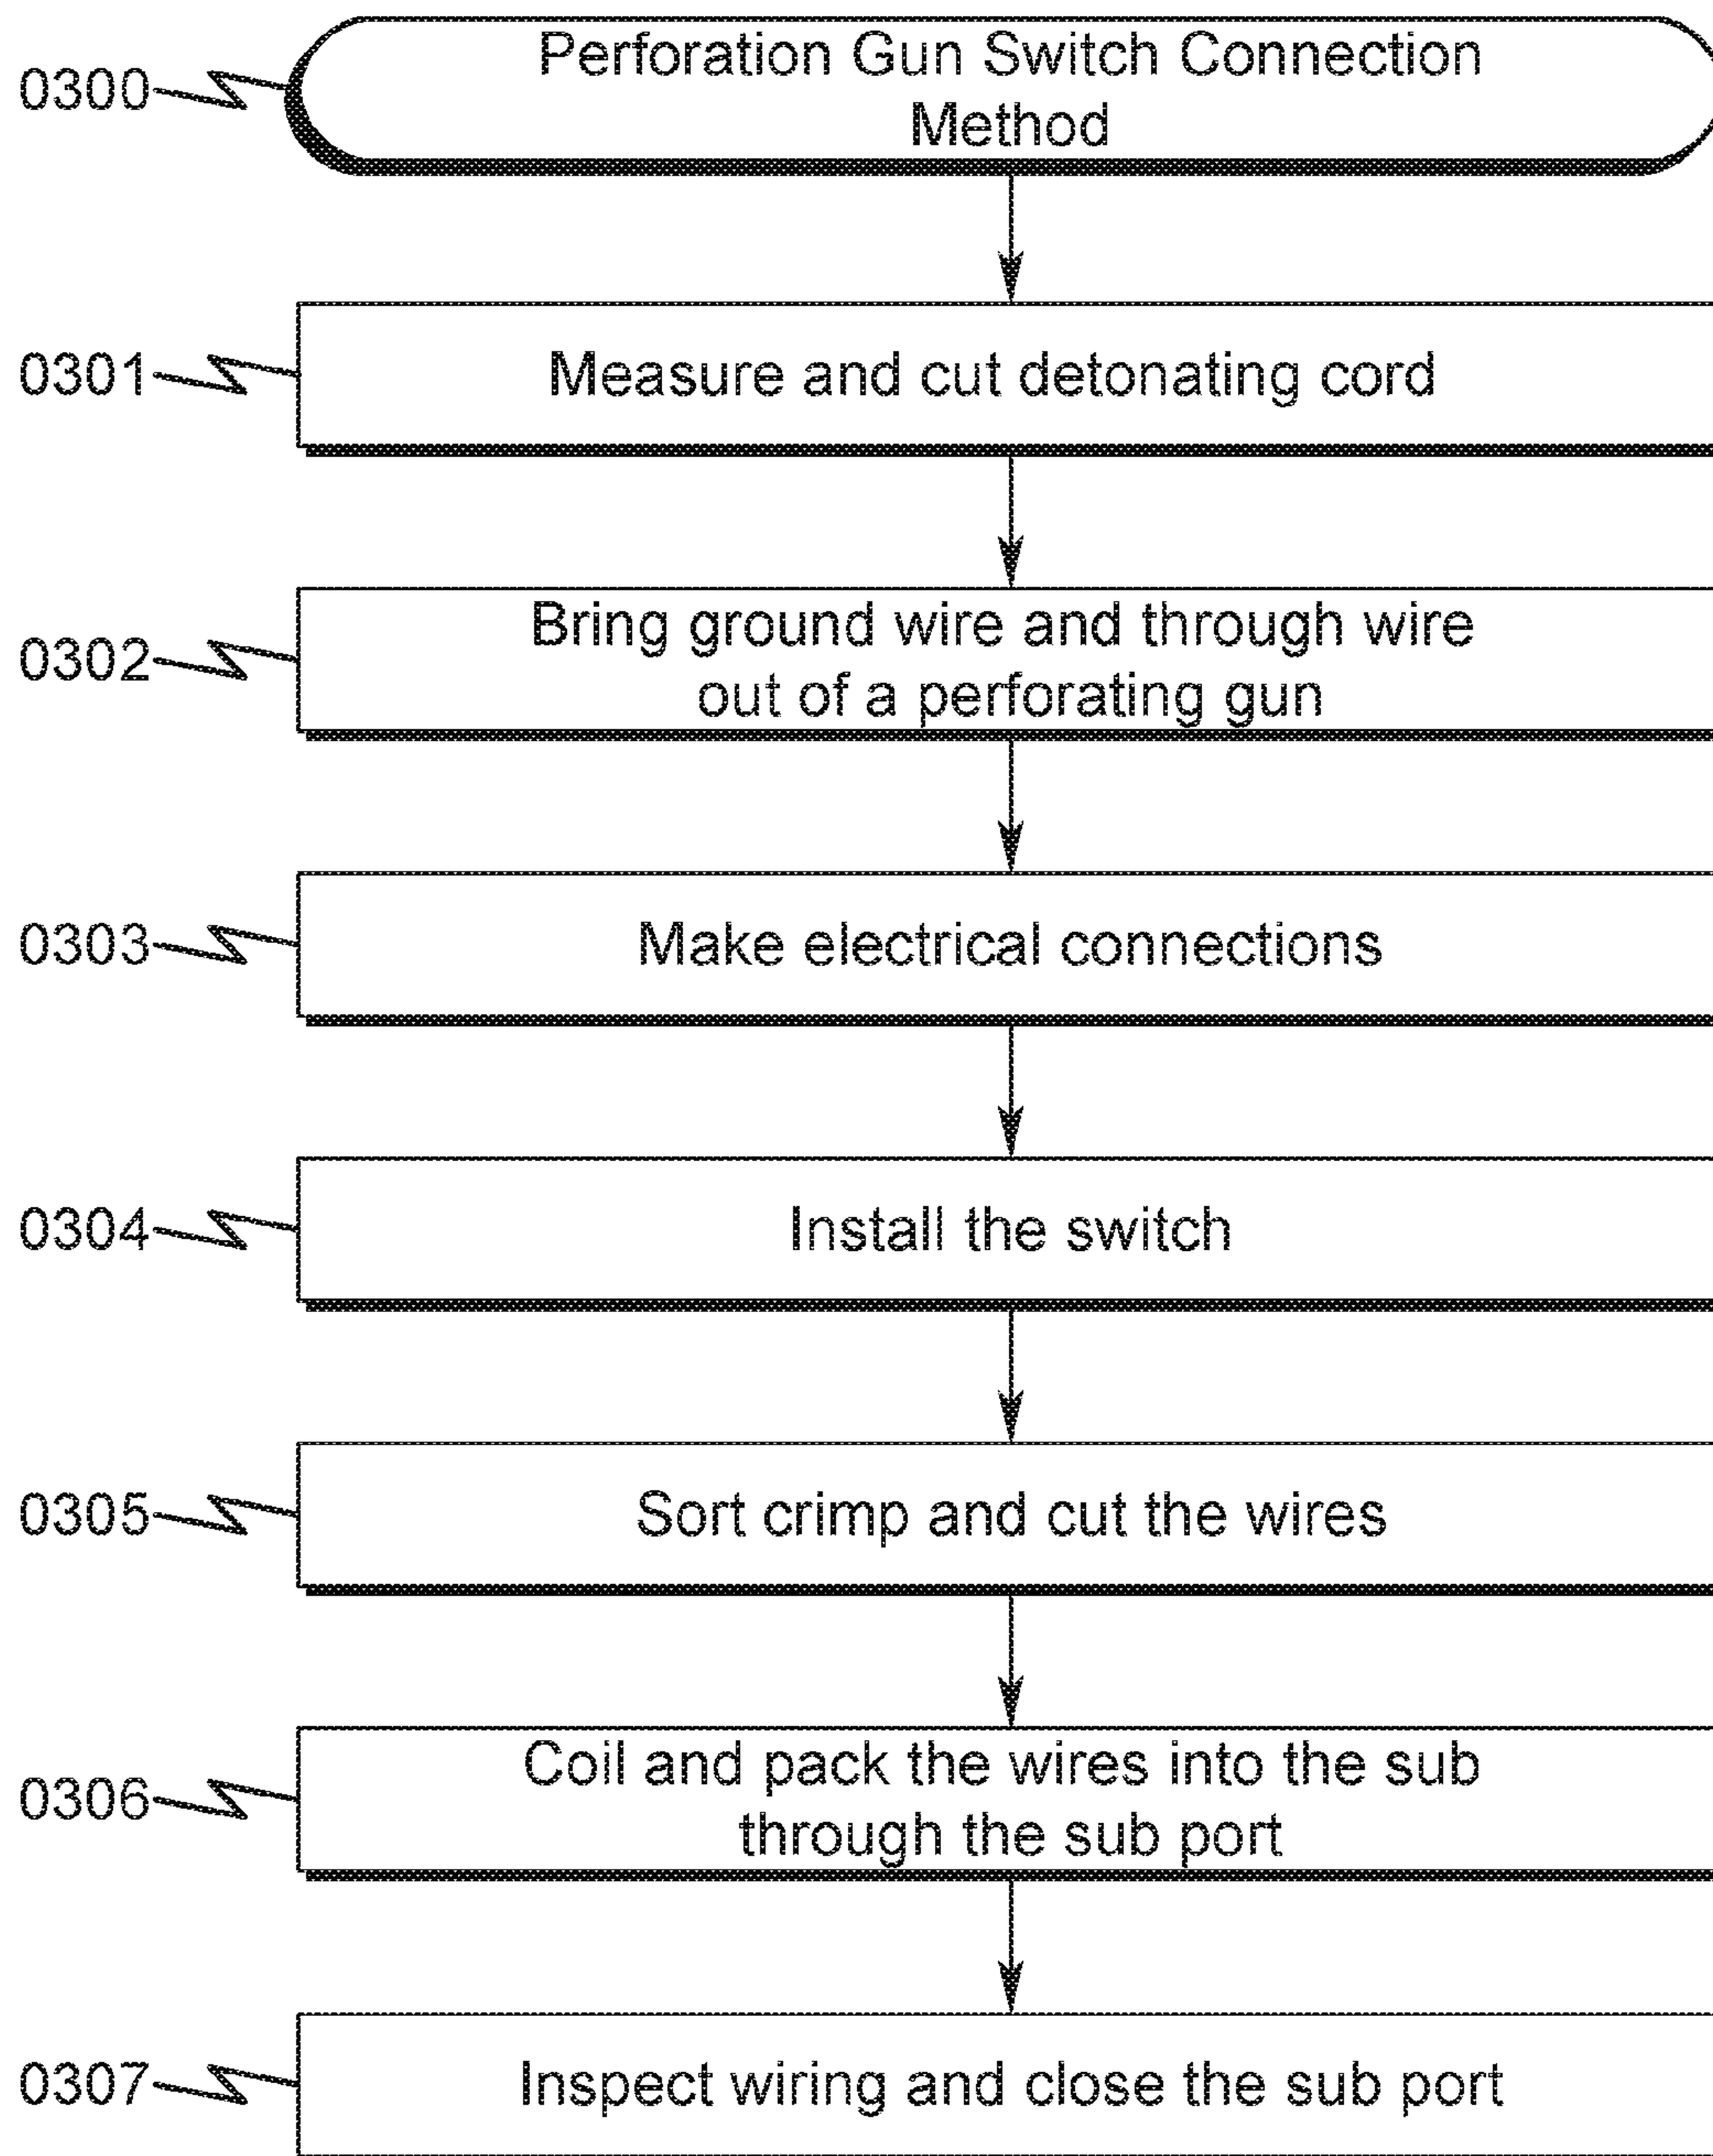 0300
Perforation Gun Switch Connection
Method
0301
Measure and cut detonating cord
0302
Bring ground wire and through wire
out of a perforating gun
0303
Make electrical connections
0304
Install the switch
0305
Sort crimp and cut the wires
0306
Coil and pack the wires into the sub
through the sub port
0307
Inspect wiring and close the sub port